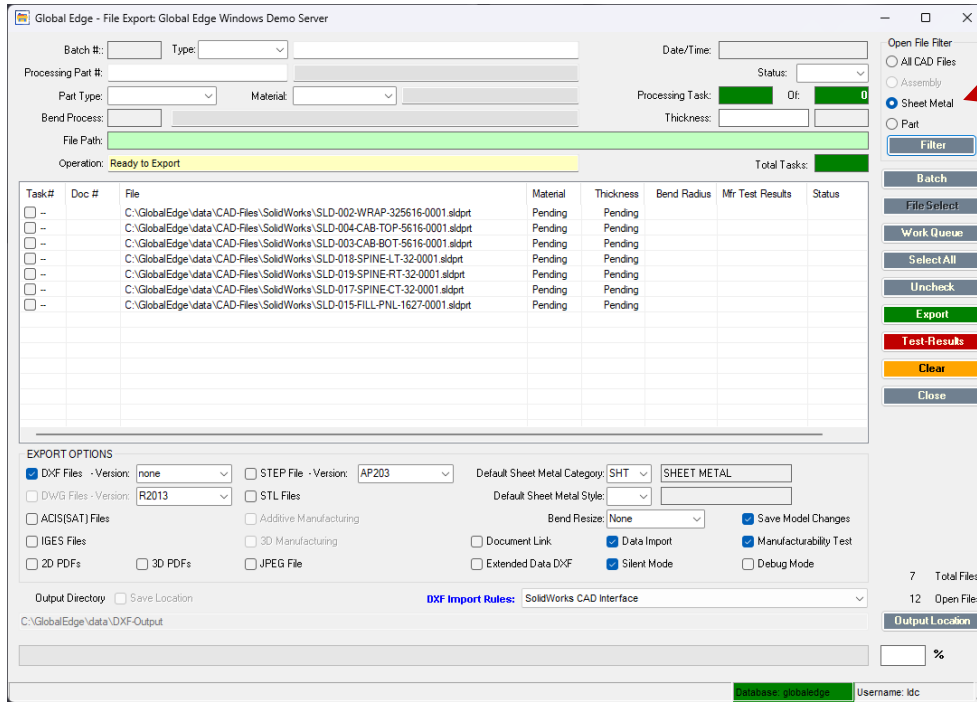 Global Edge - File Export: Global Edge Windows Demo Server
Batch #:: Type: Date/Time:
Processing Part #: Status:
Part Type: Material: Processing Task: Of: 0
Bend Process: Thickness:
File Path:
Operation: Ready to Export Total Tasks:
Open File Filter
All CAD Files
Assembly
Sheet Metal
Part
Filter
Batch
File Select
Work Queue
Select All
Uncheck
Export
Test-Results
Clear
Close
Task# Doc # File Material Thickness Bend Radius Mfr Test Results Status
-- C:\GlobalEdge\data\CAD-Files\SolidWorks\SLD-002-WRAP-325616-0001.sldprt Pending Pending
-- C:\GlobalEdge\data\CAD-Files\SolidWorks\SLD-004-CAB-TOP-5616-0001.sldprt Pending Pending
-- C:\GlobalEdge\data\CAD-Files\SolidWorks\SLD-003-CAB-BOT-5616-0001.sldprt Pending Pending
-- C:\GlobalEdge\data\CAD-Files\SolidWorks\SLD-018-SPINE-LT-32-0001.sldprt Pending Pending
-- C:\GlobalEdge\data\CAD-Files\SolidWorks\SLD-019-SPINE-RT-32-0001.sldprt Pending Pending
-- C:\GlobalEdge\data\CAD-Files\SolidWorks\SLD-017-SPINE-CT-32-0001.sldprt Pending Pending
-- C:\GlobalEdge\data\CAD-Files\SolidWorks\SLD-015-FILL-PNL-1627-0001.sldprt Pending Pending
EXPORT OPTIONS
DXF Files - Version: none STEP File - Version: AP203 Default Sheet Metal Category: SHT SHEET METAL
DWG Files - Version: R2013 STL Files Default Sheet Metal Style:
ACIS(SAT) Files Additive Manufacturing Bend Resize: None Save Model Changes
IGES Files 3D Manufacturing Document Link Data Import Manufacturability Test
2D PDFs 3D PDFs JPEG File Extended Data DXF Silent Mode Debug Mode
7 Total Files
Output Directory Save Location DXF Import Rules: SolidWorks CAD Interface
12 Open File
C:\GlobalEdge\data\DXF-Output
Output Location
%
Database: globaledge Username: ldc